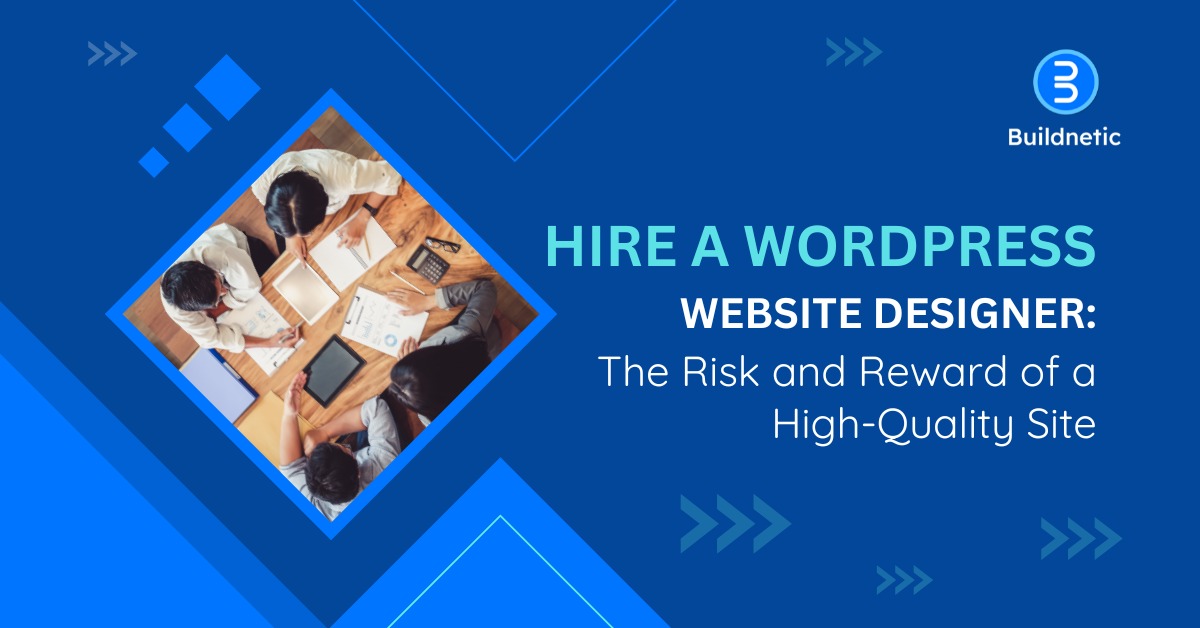 Buildnetic
HIRE A WORDPRESS
WEBSITE DESIGNER:
The Risk and Reward of a
High-Quality Site